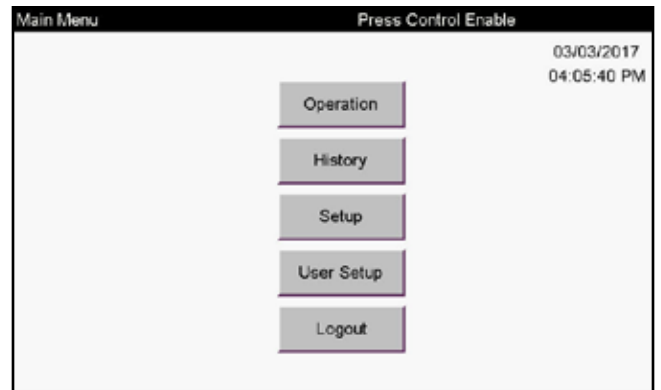 Main Menu Press Control Enable
03/03/2017
04:05:40 PM
Operation
History
Setup
User Setup
Logout